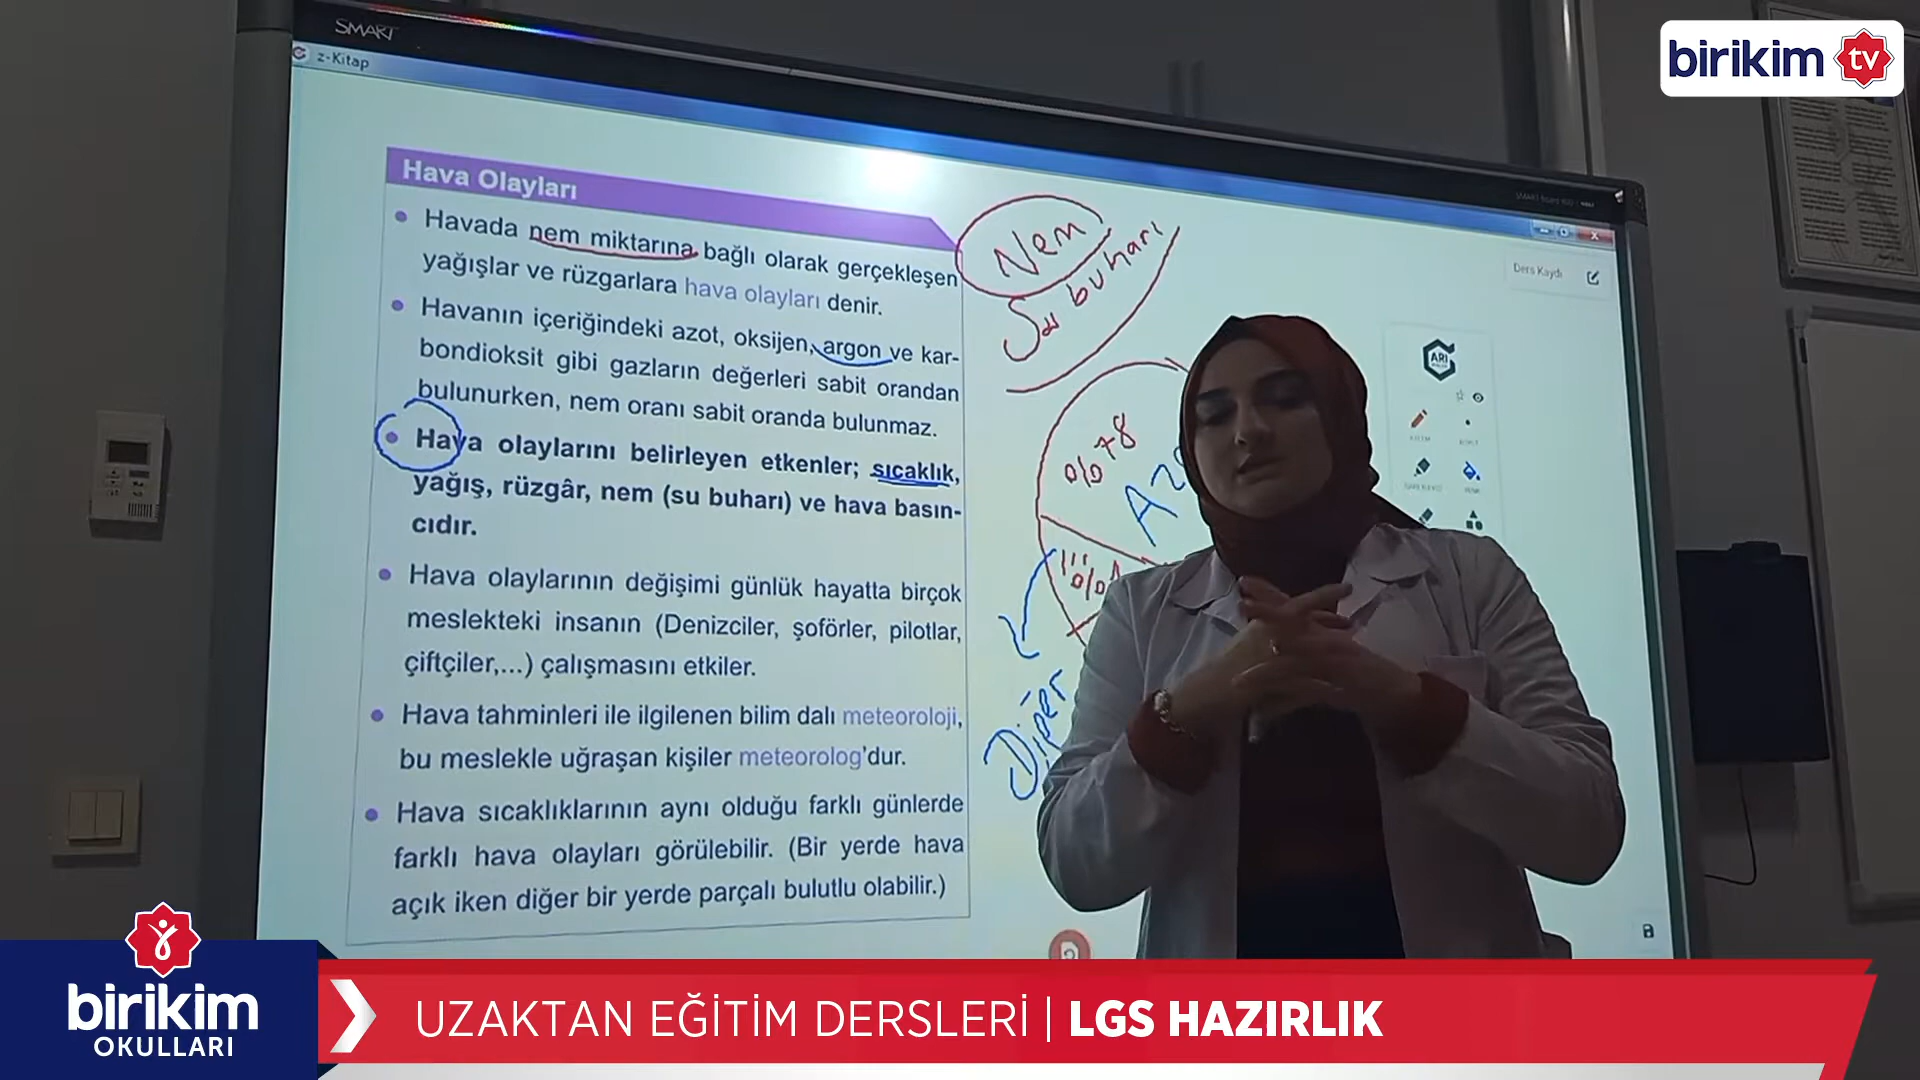 SMART
z-Kitap
birikim tv
Hava Olayları
Havada nem miktarına bağlı olarak gerçekleşen
yağışlar ve rüzgarlara hava olayları denir.
Havanın içeriğindeki azot, oksijen, argon ve kar-
bondioksit gibi gazların değerleri sabit orandan
bulunurken, nem oranı sabit oranda bulunmaz.
Hava olaylarını belirleyen etkenler; sıcaklık,
yağış, rüzgâr, nem (su buharı) ve hava basın-
cıdır.
Hava olaylarının değişimi günlük hayatta birçok
meslekteki insanın (Denizciler, şoförler, pilotlar,
çiftçiler,...) çalışmasını etkiler.
Hava tahminleri ile ilgilenen bilim dalı meteoroloji,
bu meslekle uğraşan kişiler meteorolog'dur.
Hava sıcaklıklarının aynı olduğu farklı günlerde
farklı hava olayları görülebilir. (Bir yerde hava
açık iken diğer bir yerde parçalı bulutlu olabilir.)
Nem
Su buharı
%78
%1
Diğer
Ders Kaydı
ARI
birikim
OKULLARI
UZAKTAN EĞİTİM DERSLERİ | LGS HAZIRLIK